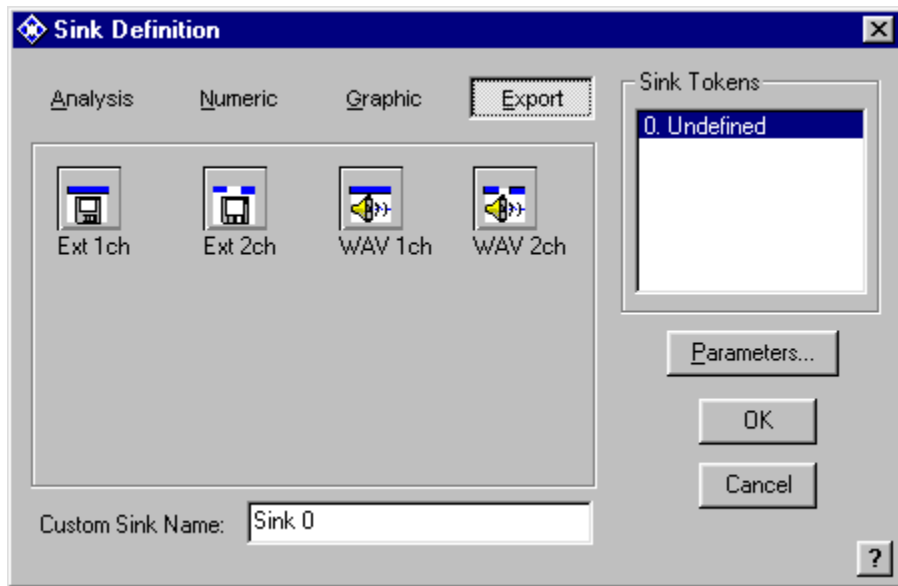 Sink Definition
Analysis Numeric Graphic Export
Ext 1ch Ext 2ch WAV 1ch WAV 2ch
Custom Sink Name: Sink 0
Sink Tokens
0. Undefined
Parameters...
OK
Cancel
?